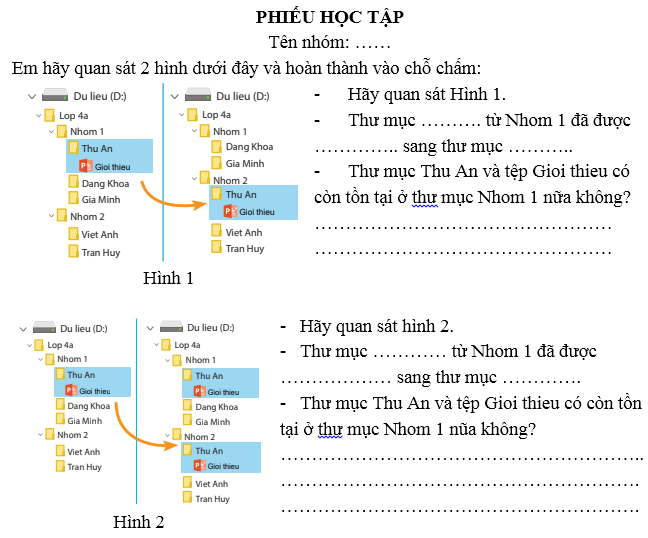 PHIẾU HỌC TẬP
Tên nhóm: ……
Em hãy quan sát 2 hình dưới đây và hoàn thành vào chỗ chấm:
Du lieu (D:)
Lop 4a
Nhom 1
Thu An
Gioi thieu
Dang Khoa
Gia Minh
Nhom 2
Viet Anh
Tran Huy
Du lieu (D:)
Lop 4a
Nhom 1
Dang Khoa
Gia Minh
Nhom 2
Thu An
Gioi thieu
Viet Anh
Tran Huy
Hình 1
- Hãy quan sát Hình 1.
- Thư mục ………. từ Nhom 1 đã được
………….. sang thư mục ………..
- Thư mục Thu An và tệp Gioi thieu có
còn tồn tại ở thư mục Nhom 1 nữa không?
……………………………………………
……………………………………………
Du lieu (D:)
Lop 4a
Nhom 1
Thu An
Gioi thieu
Dang Khoa
Gia Minh
Nhom 2
Viet Anh
Tran Huy
Du lieu (D:)
Lop 4a
Nhom 1
Thu An
Gioi thieu
Dang Khoa
Gia Minh
Nhom 2
Thu An
Gioi thieu
Viet Anh
Tran Huy
Hình 2
- Hãy quan sát hình 2.
- Thư mục ………… từ Nhom 1 đã được
……………… sang thư mục ………….
- Thư mục Thu An và tệp Gioi thieu có còn tồn
tại ở thư mục Nhom 1 nũa không?
……………………………………………………..
…………………………………………………….
…………………………………………………….